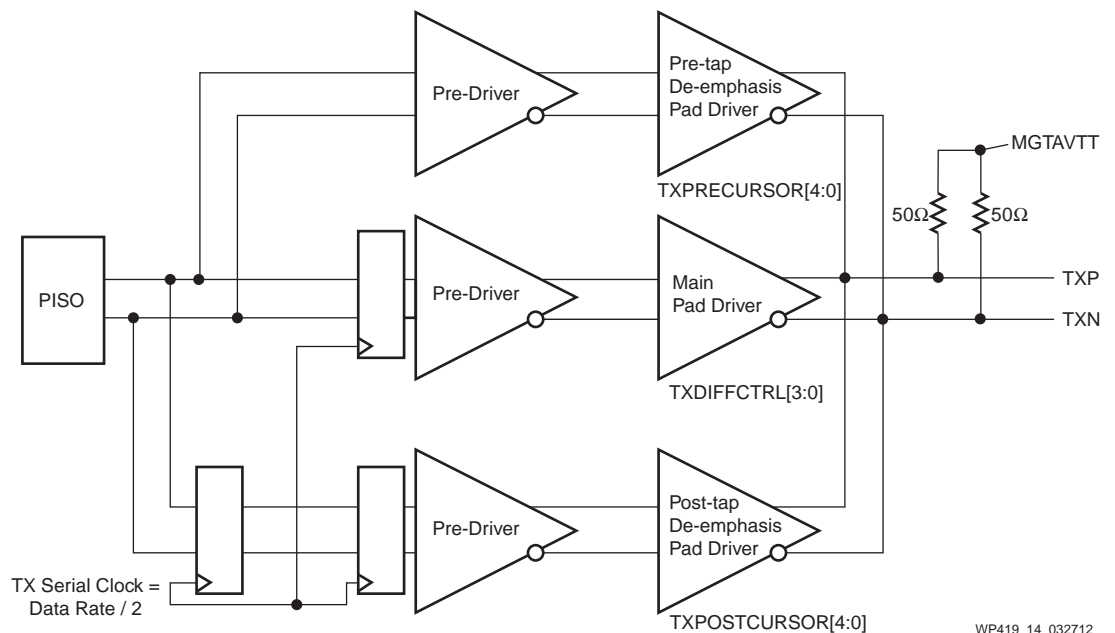 Pre-Driver
Pre-tap
De-emphasis
Pad Driver
MGTAVTT
TXPRECURSOR[4:0]
50Ω
50Ω
PISO
Pre-Driver
Main
Pad Driver
TXP
TXN
TXDIFFCTRL[3:0]
Pre-Driver
Post-tap
De-emphasis
Pad Driver
TX Serial Clock =
Data Rate / 2
TXPOSTCURSOR[4:0]
WP419_14_032712